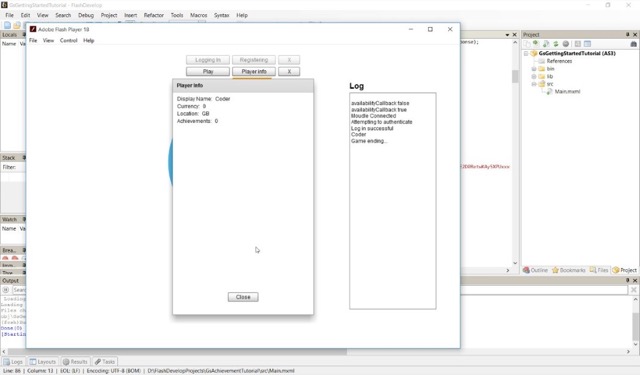 GsGettingStartedTutorial - FlashDevelop
Edit View Search Debug Project Insert Refactor Tools Macros Syntax Help
Adobe Flash Player 19
File View Control Help
Locals
Name
Logging In Registering X
Play Player info X
Player Info
Display Name: Coder
Currency: 9
Location: GB
Achievements: 0
Close
Log
availabilityCallback false
availabilityCallback true
Moudle Connected
Attempting to authenticate
Log in successful
Coder
Game ending...
Project
GsGettingStartedTutorial (AS3)
References
bin
lib
src
Main.mxml
Stack
Filter:
Watch
Name
Output
Outline Bookmarks Files Project
Logs Layouts Results Tasks
Line: 86 | Column: 13 | EOL: (LF) | Encoding: UTF-8 (BOM) | D:\FlashDevelopProjects\GsAchievementTutorial\src\Main.mxml